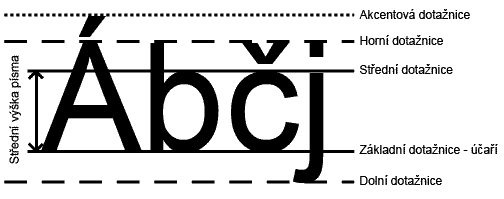 Akcentová dotažnice
Horní dotažnice
Střední dotažnice
Základní dotažnice - účaří
Dolní dotažnice
Střední výška písma
Ábčj